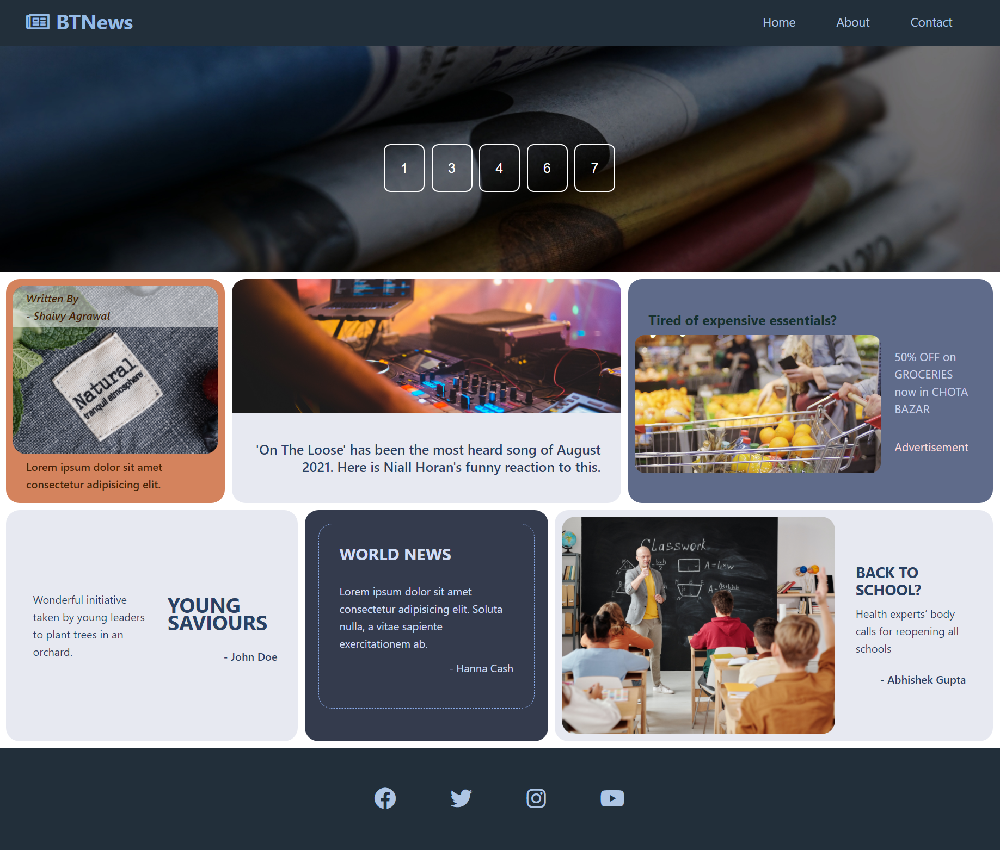 BTNews
Home
About
Contact
1 3 4 6 7
Written By
- Shaivy Agrawal
Natural
tranquil atmosphere
Lorem ipsum dolor sit amet
consectetur adipisicing elit.
'On The Loose' has been the most heard song of August
2021. Here is Niall Horan's funny reaction to this.
Tired of expensive essentials?
50% OFF on
GROCERIES
now in CHOTA
BAZAR
Advertisement
Wonderful initiative
taken by young leaders
to plant trees in an
orchard.
YOUNG
SAVIOURS
- John Doe
WORLD NEWS
Lorem ipsum dolor sit amet
consectetur adipisicing elit. Soluta
nulla, a vitae sapiente
exercitationem ab.
- Hanna Cash
Classwork
A=L×w
BACK TO
SCHOOL?
Health experts’ body
calls for reopening all
schools
- Abhishek Gupta